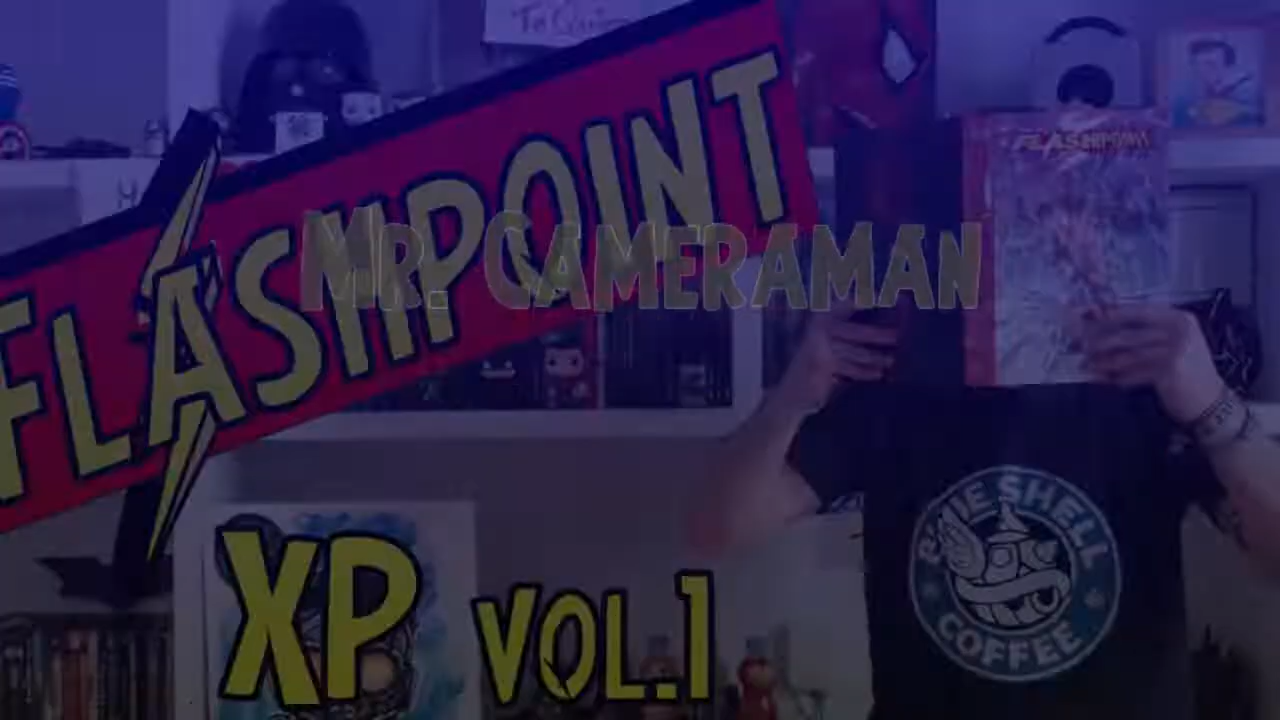 FLASHPOINT
MR. CAMERAMAN
FLASHPOINT
BLUE SHELL
COFFEE
XP VOL.1